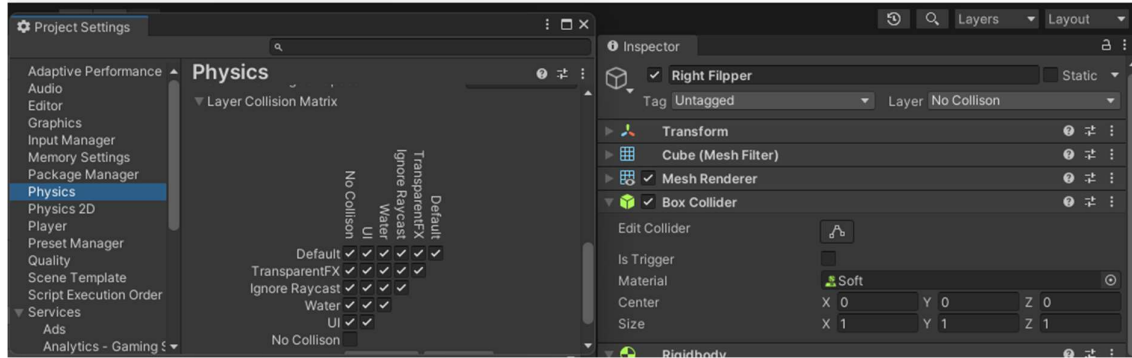 Layers
Layout
Project Settings
Adaptive Performance
Audio
Editor
Graphics
Input Manager
Memory Settings
Package Manager
Physics
Physics 2D
Player
Preset Manager
Quality
Scene Template
Script Execution Order
Services
Ads
Analytics - Gaming S
Physics
Layer Collision Matrix
No Collison
UI
Water
Ignore Raycast
TransparentFX
Default
Default
TransparentFX
Ignore Raycast
Water
UI
No Collison
Inspector
Right Filpper
Static
Tag Untagged Layer No Collison
Transform
Cube (Mesh Filter)
Mesh Renderer
Box Collider
Edit Collider
Is Trigger
Material Soft
Center X 0 Y 0 Z 0
Size X 1 Y 1 Z 1
Rigidbody